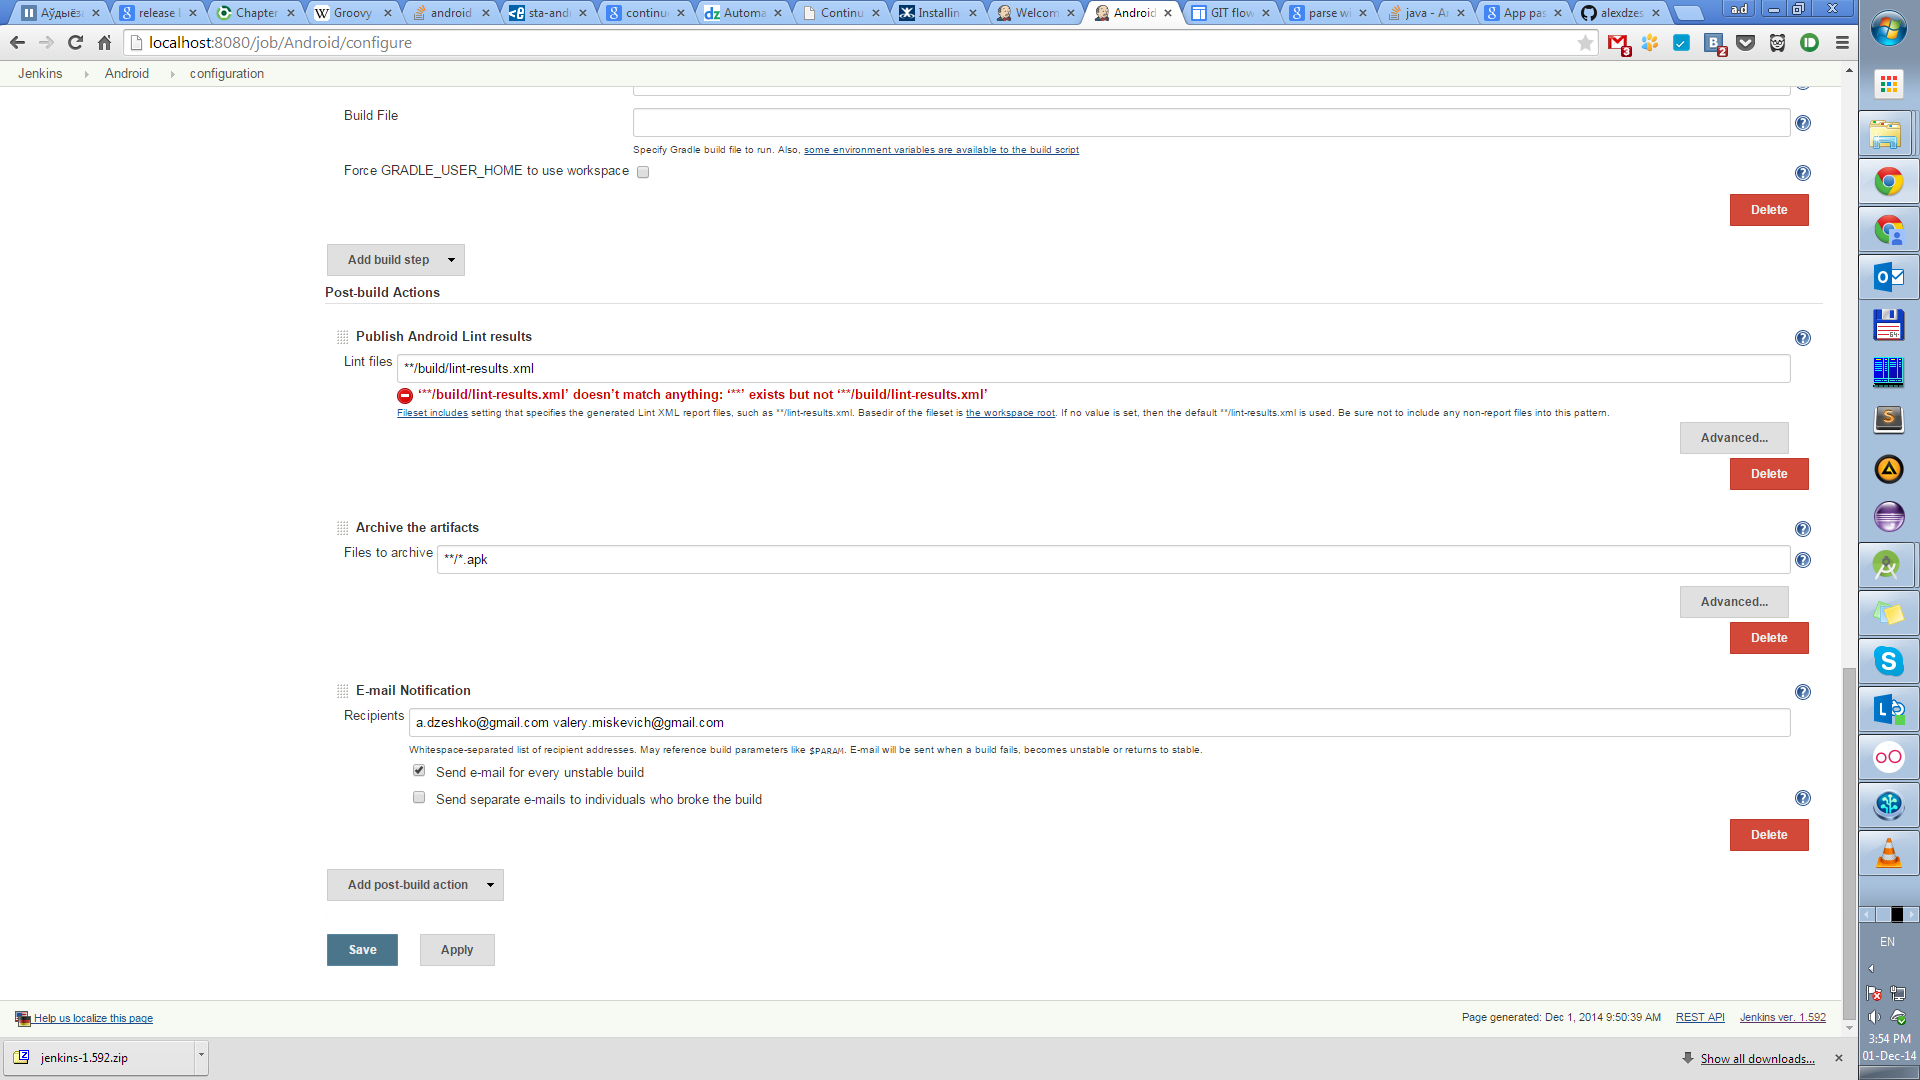 Аўдыёз
release
Chapter
Groovy
android
sta-and
continu
Automa
Continu
Installin
Welcom
Android
GIT flow
parse wi
java - A
App pas
alexdzes
a.d
localhost:8080/job/Android/configure
3
2
Jenkins
Android
configuration
Build File
Specify Gradle build file to run. Also, some environment variables are available to the build script
Force GRADLE_USER_HOME to use workspace
Delete
Add build step
Post-build Actions
Publish Android Lint results
Lint files
**/build/lint-results.xml
‘**/build/lint-results.xml’ doesn’t match anything: ‘**’ exists but not ‘**/build/lint-results.xml’
Fileset includes setting that specifies the generated Lint XML report files, such as **/lint-results.xml. Basedir of the fileset is the workspace root. If no value is set, then the default **/lint-results.xml is used. Be sure not to include any non-report files into this pattern.
Advanced...
Delete
Archive the artifacts
Files to archive
**/*.apk
Advanced...
Delete
E-mail Notification
Recipients
a.dzeshko@gmail.com valery.miskevich@gmail.com
Whitespace-separated list of recipient addresses. May reference build parameters like $PARAM. E-mail will be sent when a build fails, becomes unstable or returns to stable.
Send e-mail for every unstable build
Send separate e-mails to individuals who broke the build
Delete
Add post-build action
Save
Apply
Help us localize this page
Page generated: Dec 1, 2014 9:50:39 AM
REST API
Jenkins ver. 1.592
jenkins-1.592.zip
Show all downloads...
EN
3:54 PM
01-Dec-14